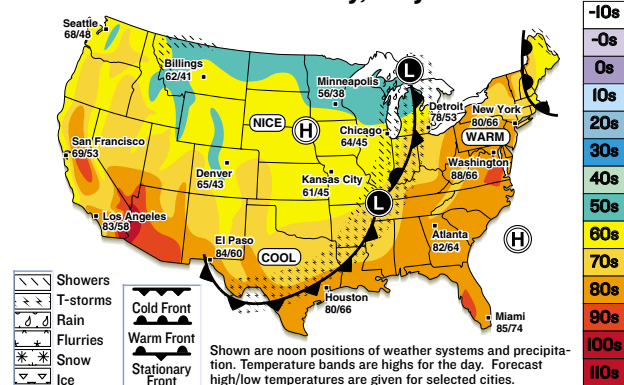 Seattle
68/48
Billings
62/41
Minneapolis
56/38
L
Detroit
78/53
New York
80/66
NICE
H
Chicago
64/45
WARM
San Francisco
69/53
Washington
88/66
Denver
65/43
Kansas City
61/45
L
Los Angeles
83/58
El Paso
84/60
COOL
Atlanta
82/64
H
Houston
80/66
Miami
85/74
Showers
T-storms
Rain
Flurries
Snow
Ice
Cold Front
Warm Front
Stationary
Front
Shown are noon positions of weather systems and precipita-
tion. Temperature bands are highs for the day. Forecast
high/low temperatures are given for selected cities.
-10s
-0s
0s
10s
20s
30s
40s
50s
60s
70s
80s
90s
100s
110s